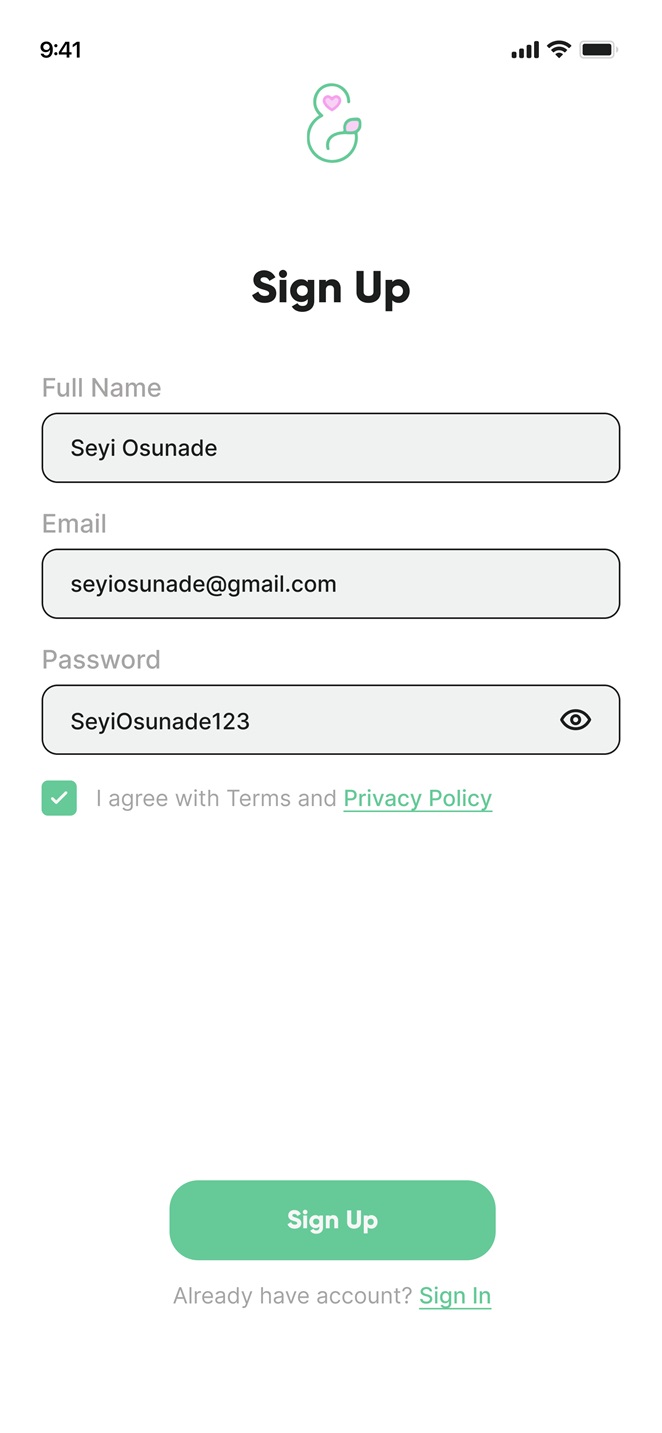 9:41
Sign Up
Full Name
Seyi Osunade
Email
seyiosunade@gmail.com
Password
SeyiOsunade123
I agree with Terms and Privacy Policy
Sign Up
Already have account? Sign In